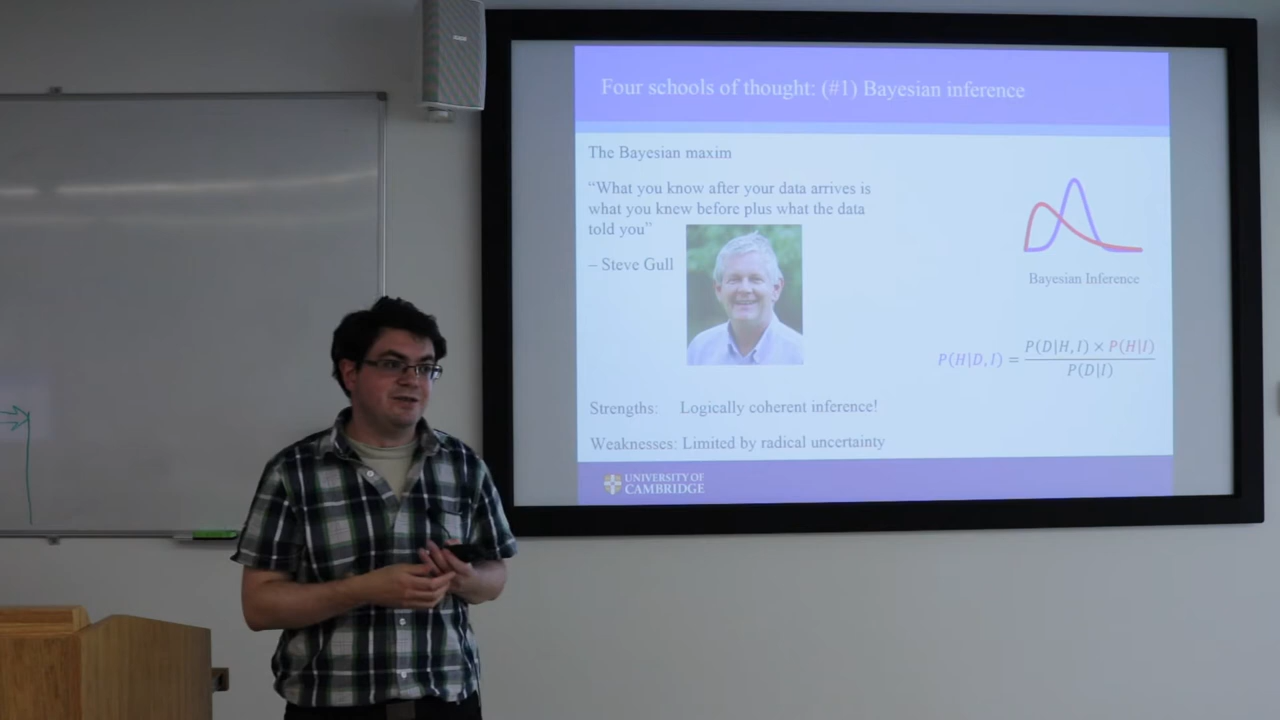 Four schools of thought: (#1) Bayesian inference
The Bayesian maxim
“What you know after your data arrives is
what you knew before plus what the data
told you”
– Steve Gull
Bayesian Inference
P(H|D,I) = P(D|H,I) × P(H|I)
P(D|I)
Strengths: Logically coherent inference!
Weaknesses: Limited by radical uncertainty
UNIVERSITY OF
CAMBRIDGE